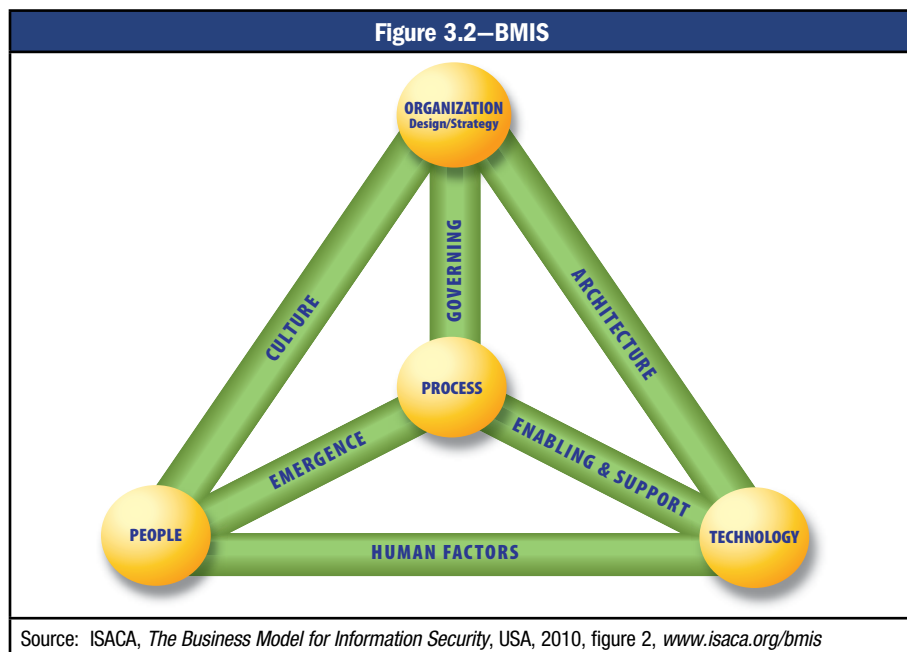 Figure 3.2—BMIS
ORGANIZATION
Design/Strategy
CULTURE
GOVERNING
ARCHITECTURE
PROCESS
EMERGENCE
ENABLING & SUPPORT
PEOPLE
HUMAN FACTORS
TECHNOLOGY
Source: ISACA, The Business Model for Information Security, USA, 2010, figure 2, www.isaca.org/bmis